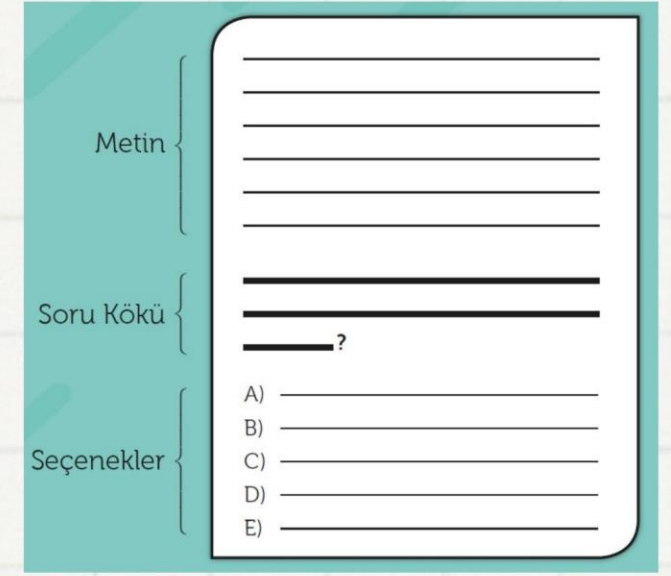 Metin
Soru Kökü
?
Seçenekler
A)
B)
C)
D)
E)